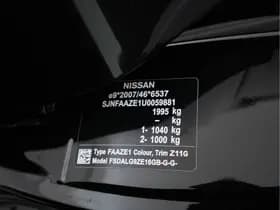 NISSAN
e9*2007/46*6537
SJNFAAZE1U0059881
1995 kg
– kg
1- 1040 kg
2- 1000 kg
Type FAAZE1 Colour, Trim Z11G
Model FSDALG9ZE16GB-G-G-